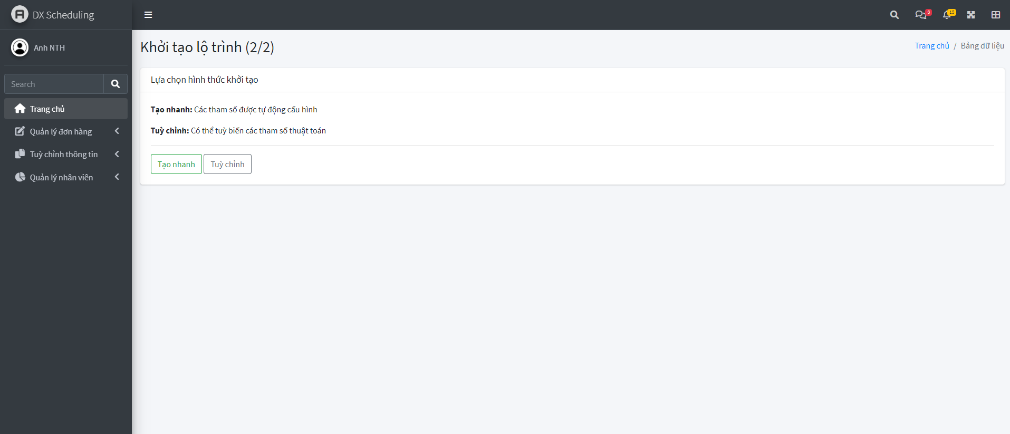 DX Scheduling
Anh NTH
Search
Trang chủ
Quản lý đơn hàng
Tuỳ chỉnh thông tin
Quản lý nhân viên
Khởi tạo lộ trình (2/2)
Trang chủ / Bảng dữ liệu
Lựa chọn hình thức khởi tạo
Tạo nhanh: Các tham số được tự động cấu hình
Tuỳ chỉnh: Có thể tuỳ biến các tham số thuật toán
Tạo nhanh Tuỳ chỉnh